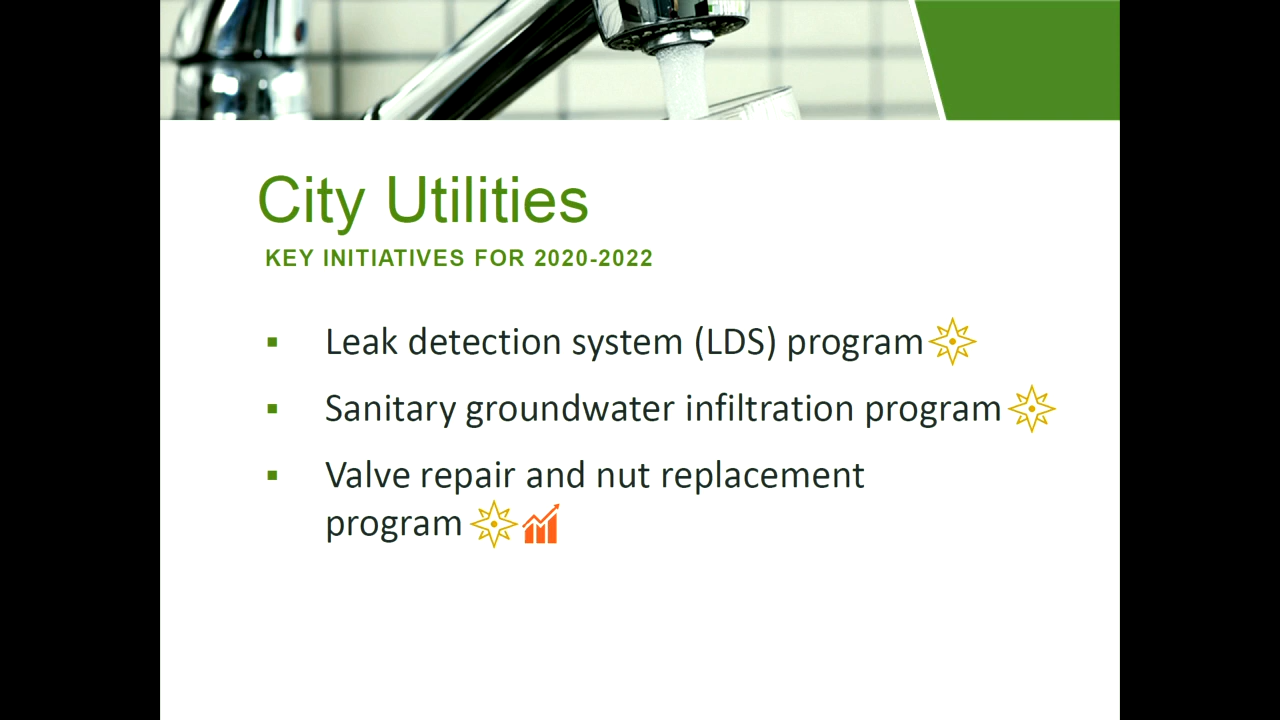 City Utilities
KEY INITIATIVES FOR 2020-2022
Leak detection system (LDS) program
Sanitary groundwater infiltration program
Valve repair and nut replacement
program